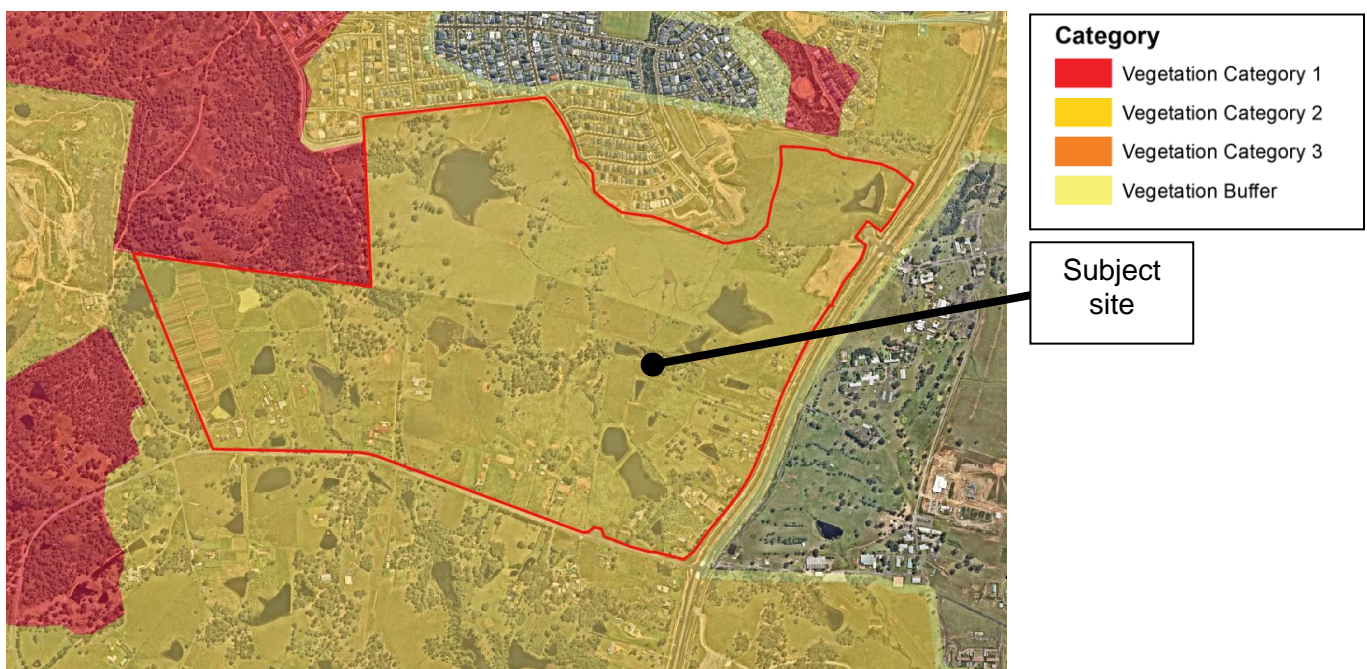 Category
Vegetation Category 1
Vegetation Category 2
Vegetation Category 3
Vegetation Buffer
Subject
site